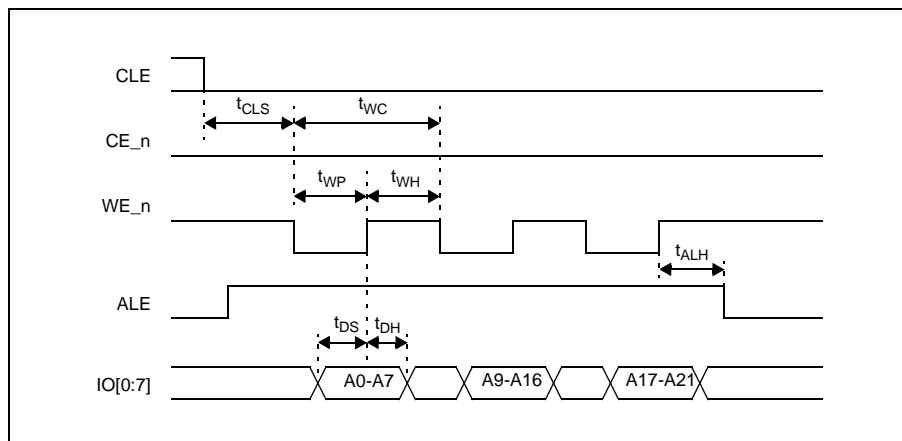 CLE
tCLS
tWC
CE_n
tWP
tWH
WE_n
tALH
ALE
tDS
tDH
IO[0:7]
A0-A7
A9-A16
A17-A21